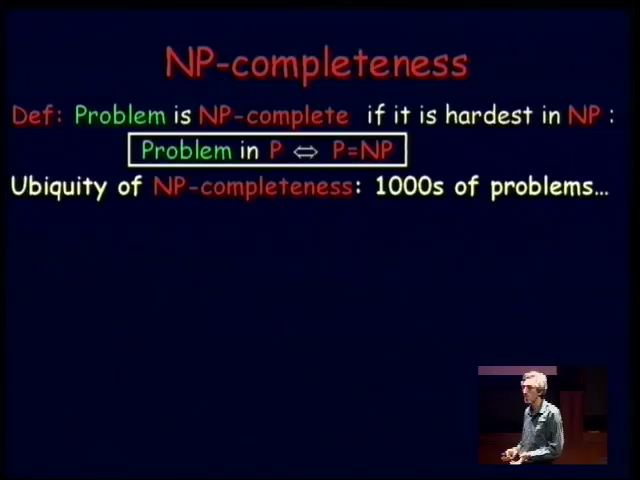 NP-completeness
Def: Problem is NP-complete if it is hardest in NP :
Problem in P ⇔ P=NP
Ubiquity of NP-completeness: 1000s of problems…